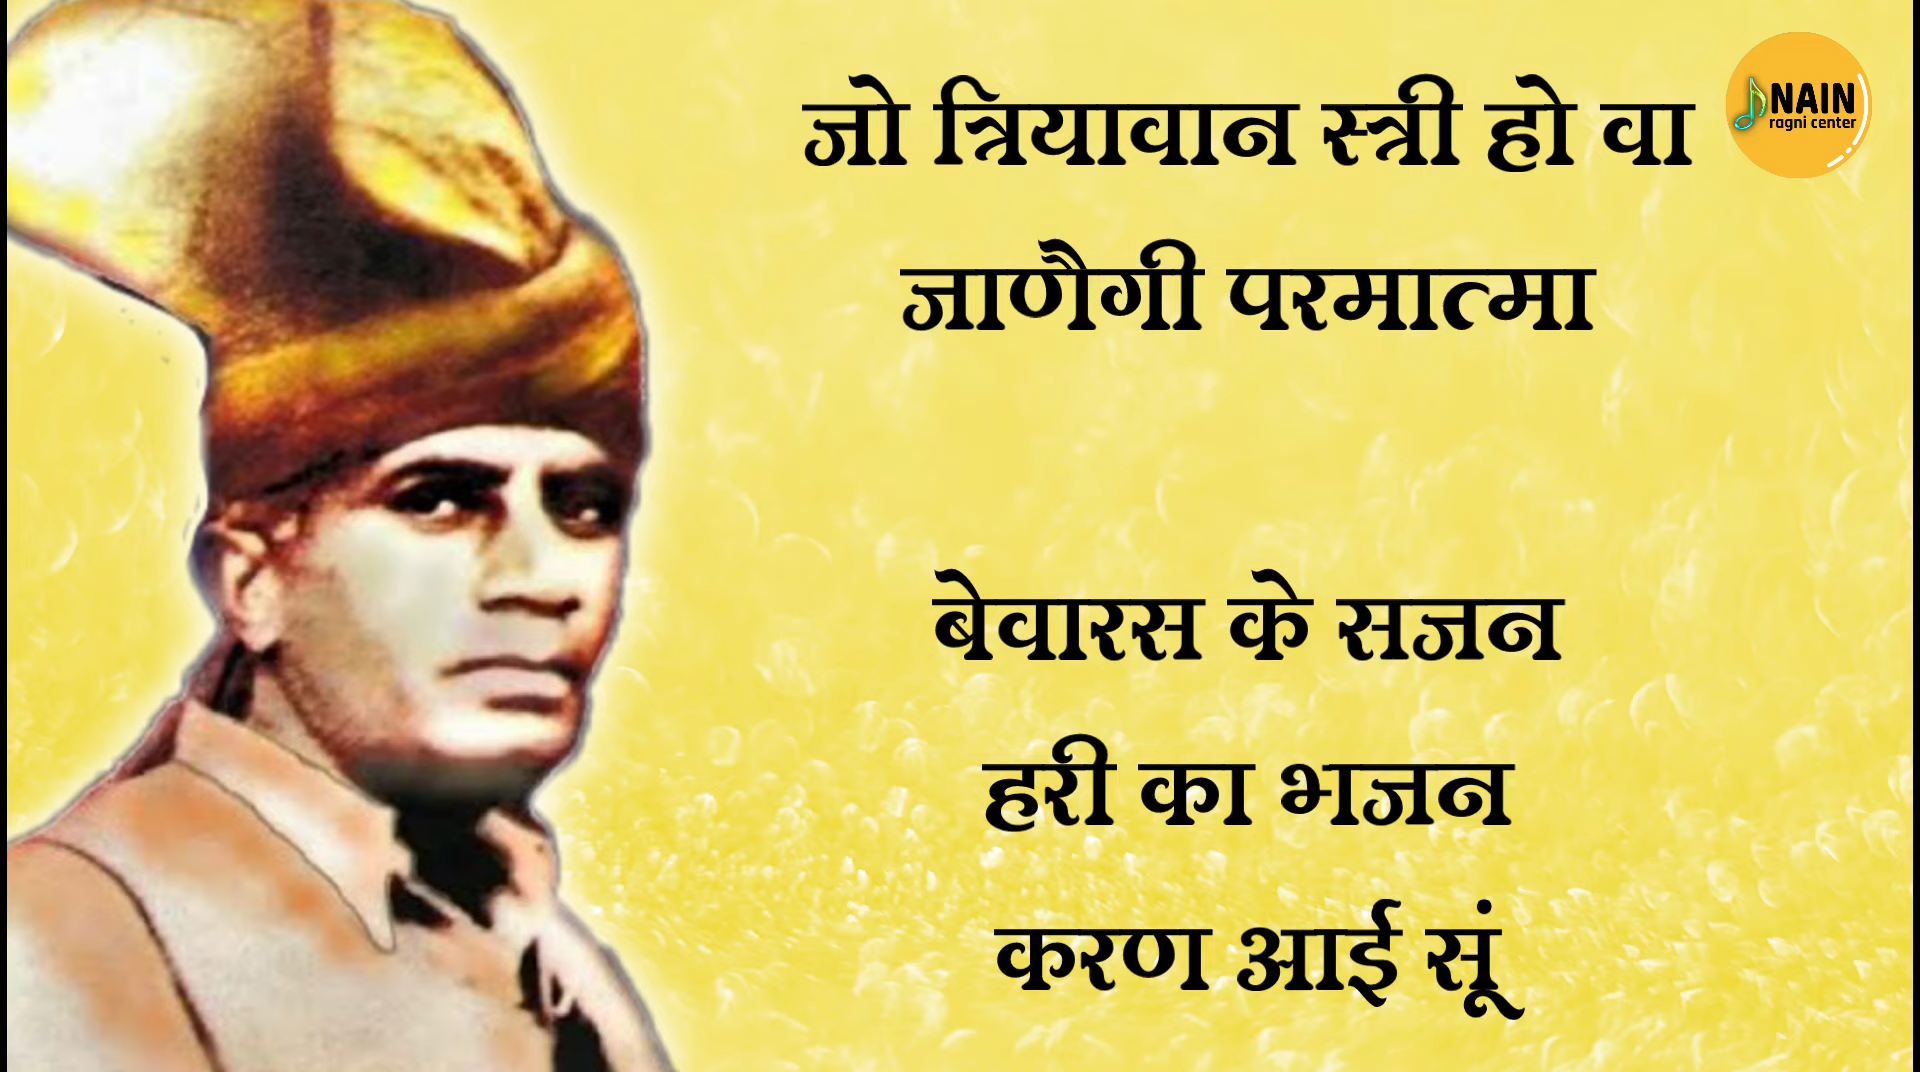 जो त्रियावान स्त्री हो वा
NAIN
ragni center
जाणैगी परमात्मा
बेवारस के सजन
हरी का भजन
करण आई सूं